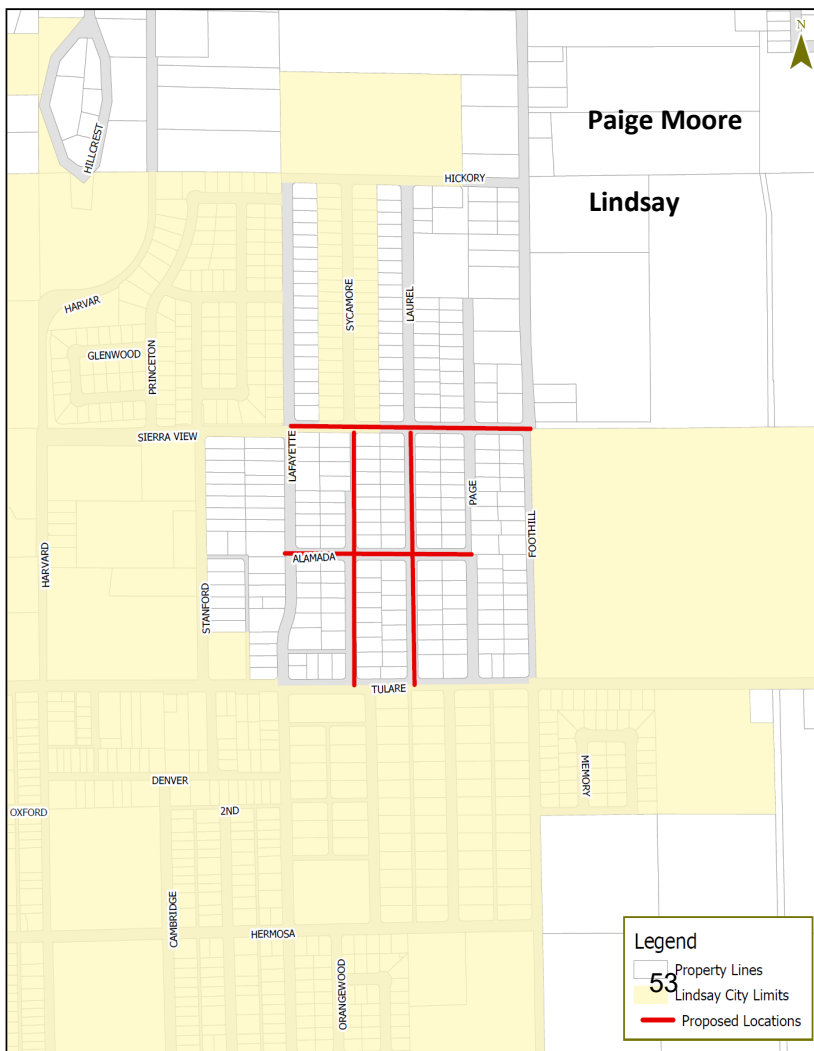 N
Paige Moore
HILLCREST
HICKORY
Lindsay
SYCAMORE
LAUREL
HARVAR
GLENWOOD
PRINCETON
SIERRA VIEW
LAFAYETTE
PAGE
FOOTHILL
HARVARD
ALAMADA
STANFORD
TULARE
MEMORY
DENVER
OXFORD
2ND
CAMBRIDGE
HERMOSA
ORANGEWOOD
Legend
Property Lines
53
Lindsay City Limits
Proposed Locations